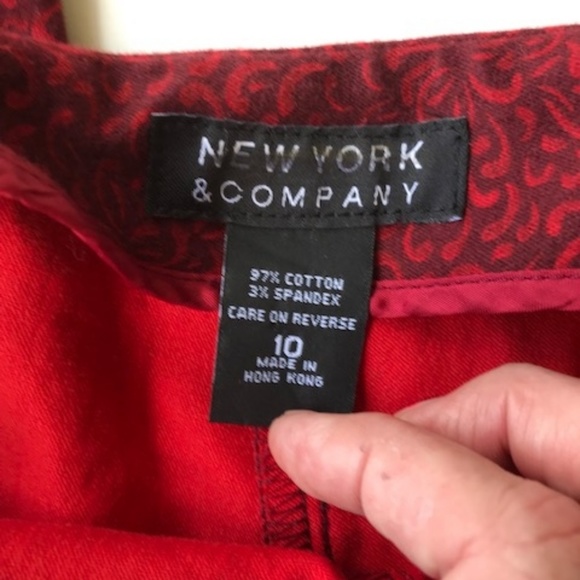 NEW YORK
& COMPANY
97% COTTON
3% SPANDEX
CARE ON REVERSE
10
MADE IN
HONG KONG